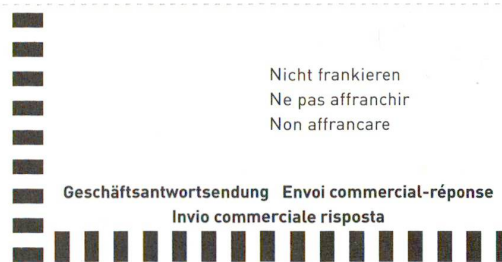 Nicht frankieren
Ne pas affranchir
Non affrancare
Geschäftsantwortsendung Envoi commercial-réponse
Invio commerciale risposta